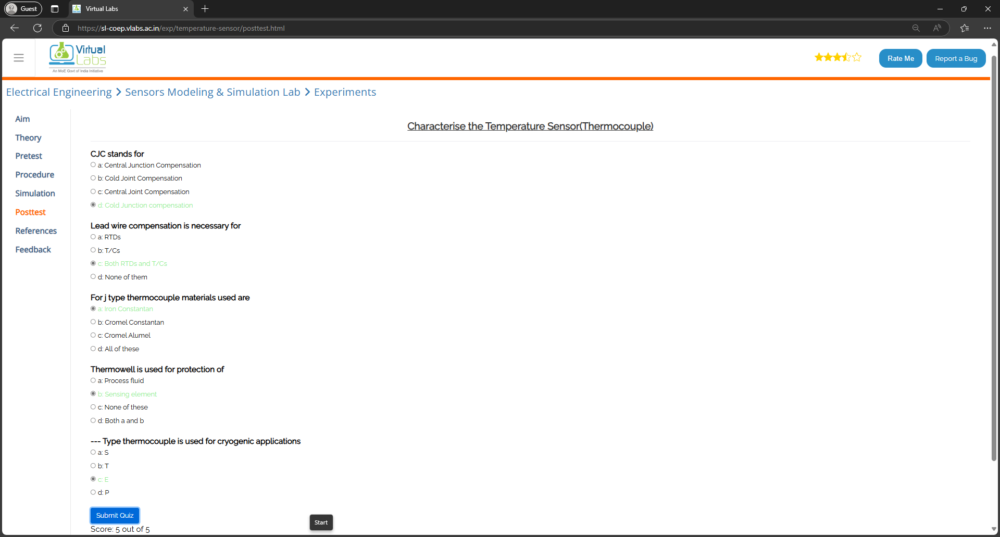 Guest
Virtual Labs
https://sl-coep.vlabs.ac.in/exp/temperature-sensor/posttest.html
Virtual
Labs
An MoE Govt of India Initiative
Rate Me
Report a Bug
Electrical Engineering
Sensors Modeling & Simulation Lab
Experiments
Aim
Theory
Pretest
Procedure
Simulation
Posttest
References
Feedback
Characterise the Temperature Sensor(Thermocouple)
CJC stands for
a: Central Junction Compensation
b: Cold Joint Compensation
c: Central Joint Compensation
d: Cold Junction compensation
Lead wire compensation is necessary for
a: RTDs
b: T/Cs
c: Both RTDs and T/Cs
d: None of them
For j type thermocouple materials used are
a: Iron Constantan
b: Cromel Constantan
c: Cromel Alumel
d: All of these
Thermowell is used for protection of
a: Process fluid
b: Sensing element
c: None of these
d: Both a and b
--- Type thermocouple is used for cryogenic applications
a: S
b: T
c: E
d: P
Submit Quiz
Start
Score: 5 out of 5